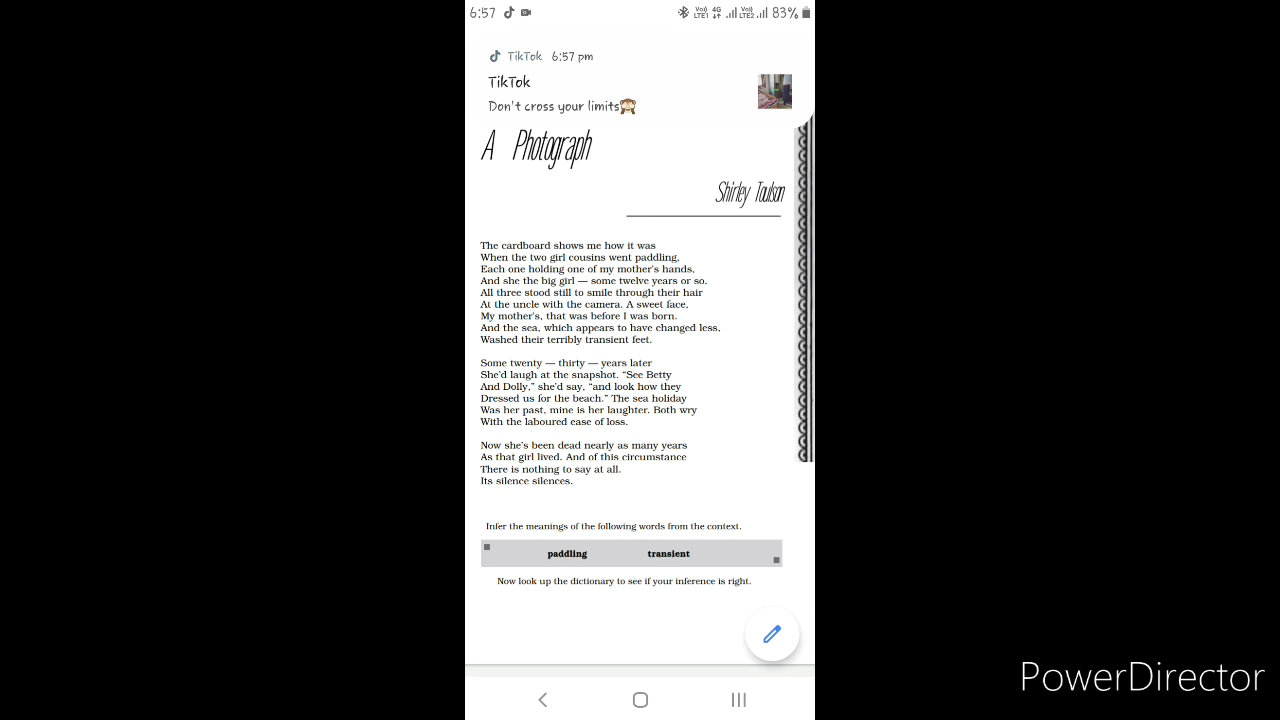 6:57
Voo) LTE1 4G Voo) LTE2 83%
TikTok 6:57 pm
TikTok
Don't cross your limits🙈
A Photograph
Shirley Toulson
The cardboard shows me how it was
When the two girl cousins went paddling,
Each one holding one of my mother's hands,
And she the big girl — some twelve years or so.
All three stood still to smile through their hair
At the uncle with the camera. A sweet face,
My mother's, that was before I was born.
And the sea, which appears to have changed less,
Washed their terribly transient feet.
Some twenty — thirty — years later
She'd laugh at the snapshot. “See Betty
And Dolly,” she'd say, “and look how they
Dressed us for the beach.” The sea holiday
Was her past, mine is her laughter. Both wry
With the laboured ease of loss.
Now she's been dead nearly as many years
As that girl lived. And of this circumstance
There is nothing to say at all.
Its silence silences.
Infer the meanings of the following words from the context.
paddling transient
Now look up the dictionary to see if your inference is right.
PowerDirector